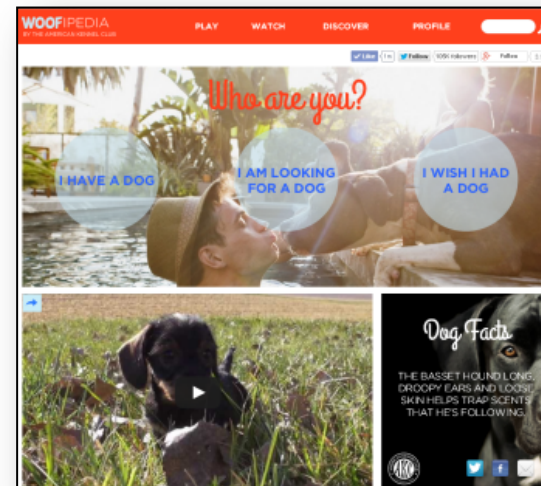 WOOFIPEDIA
BY THE AMERICAN KENNEL CLUB
PLAY WATCH DISCOVER PROFILE
Like Follow 105K followers Follow
Who are you?
I HAVE A DOG
I AM LOOKING
FOR A DOG
I WISH I HAD
A DOG
Dog Facts
THE BASSET HOUND LONG,
DROOPY EARS AND LOOSE
SKIN HELPS TRAP SCENTS
THAT HE'S FOLLOWING.